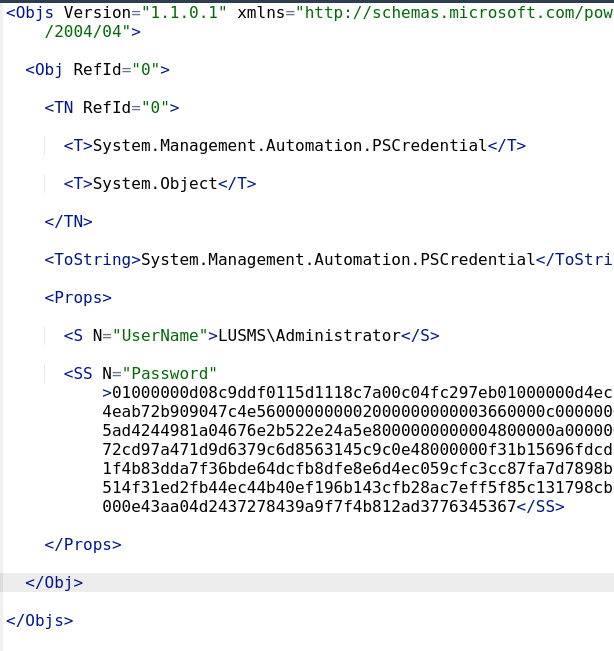 <Objs Version="1.1.0.1" xmlns="http://schemas.microsoft.com/pow
/2004/04">
<Obj RefId="0">
<TN RefId="0">
<T>System.Management.Automation.PSCredential</T>
<T>System.Object</T>
</TN>
<ToString>System.Management.Automation.PSCredential</ToStri
<Props>
<S N="UserName">LUSMS\Administrator</S>
<SS N="Password"
>01000000d08c9ddf0115d1118c7a00c04fc297eb01000000d4ec
4eab72b909047c4e5600000000020000000000003660000c000000
5ad4244981a04676e2b522e24a5e8000000000004800000a0000
72cd97a471d9d6379c6d8563145c9c0e48000000f31b15696fdcd
1f4b83dda7f36bde64dcfb8dfe8e6d4ec059cfc3cc87fa7d7898b
514f31ed2fb44ec44b40ef196b143cfb28ac7eff5f85c131798cb
000e43aa04d2437278439a9f7f4b812ad3776345367</SS>
</Props>
</Obj>
</Objs>